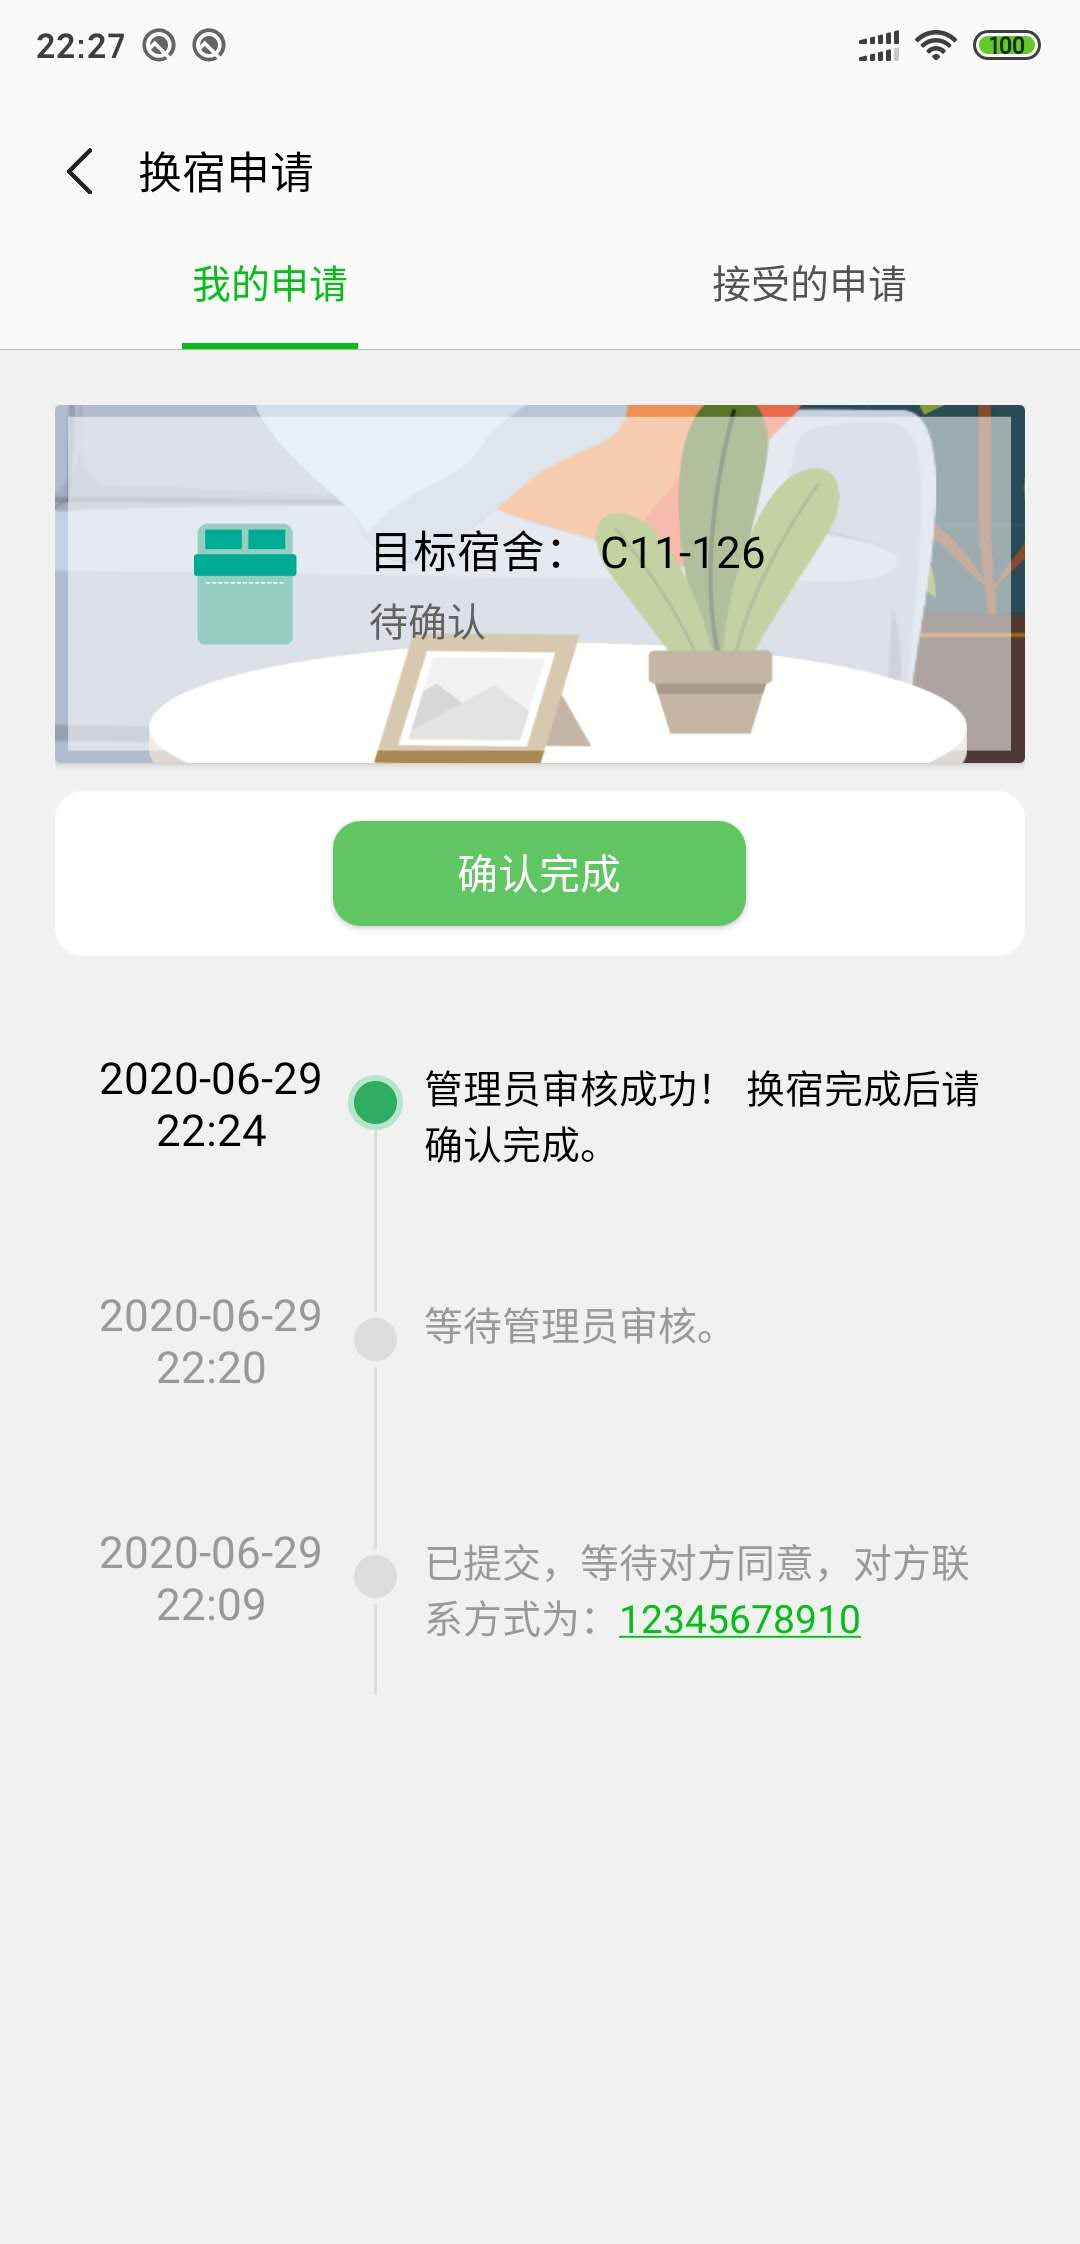 22:27
100
换宿申请
我的申请
接受的申请
目标宿舍： C11-126
待确认
确认完成
2020-06-29
22:24
管理员审核成功！ 换宿完成后请
确认完成。
2020-06-29
22:20
等待管理员审核。
2020-06-29
22:09
已提交，等待对方同意，对方联
系方式为：12345678910